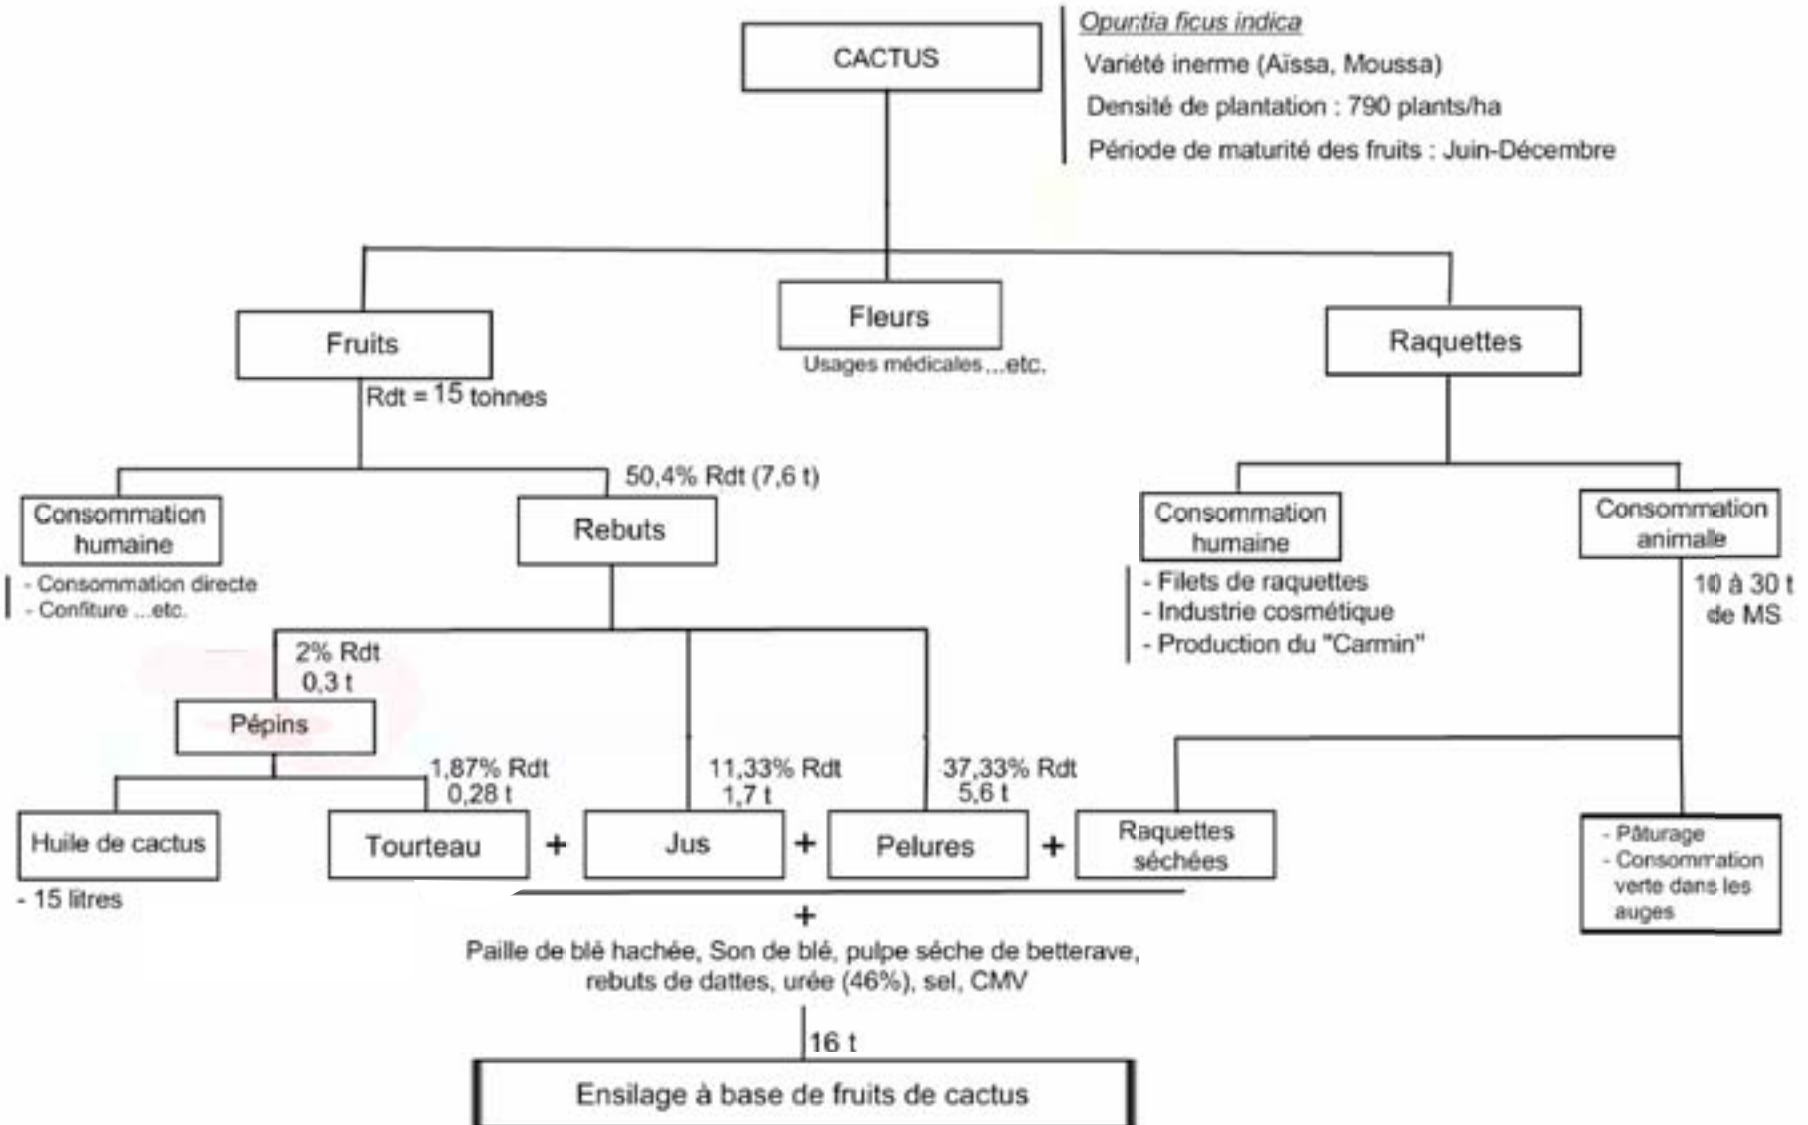 CACTUS
Opuntia ficus indica
Variété inerme (Aïssa, Moussa)
Densité de plantation : 790 plants/ha
Période de maturité des fruits : Juin-Décembre
Fruits
Rdt = 15 tonnes
Fleurs
Usages médicales...etc.
Raquettes
Consommation
humaine
- Consommation directe
- Confiture ...etc.
50,4% Rdt (7,6 t)
Rebuts
Consommation
humaine
- Filets de raquettes
- Industrie cosmétique
- Production du "Carmin"
Consommation
animale
10 à 30 t
de MS
2% Rdt
0,3 t
Pépins
Huile de cactus
- 15 litres
1,87% Rdt
0,28 t
Tourteau
+
11,33% Rdt
1,7 t
Jus
+
37,33% Rdt
5,6 t
Pelures
+
Raquettes
séchées
- Pâturage
- Consommation
verte dans les
auges
+
Paille de blé hachée, Son de blé, pulpe séche de betterave,
rebuts de dattes, urée (46%), sel, CMV
16 t
Ensilage à base de fruits de cactus